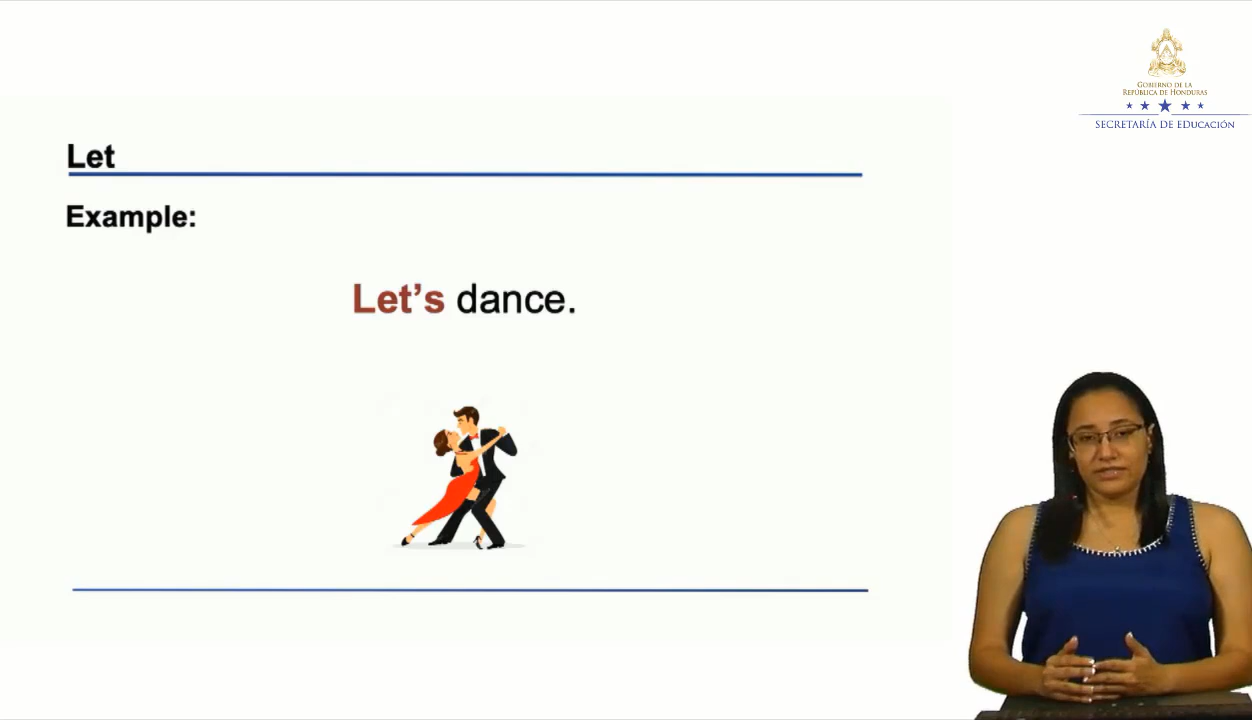 GOBIERNO DE LA
REPÚBLICA DE HONDURAS
SECRETARÍA DE EDUCACIÓN
Let
Example:
Let's dance.